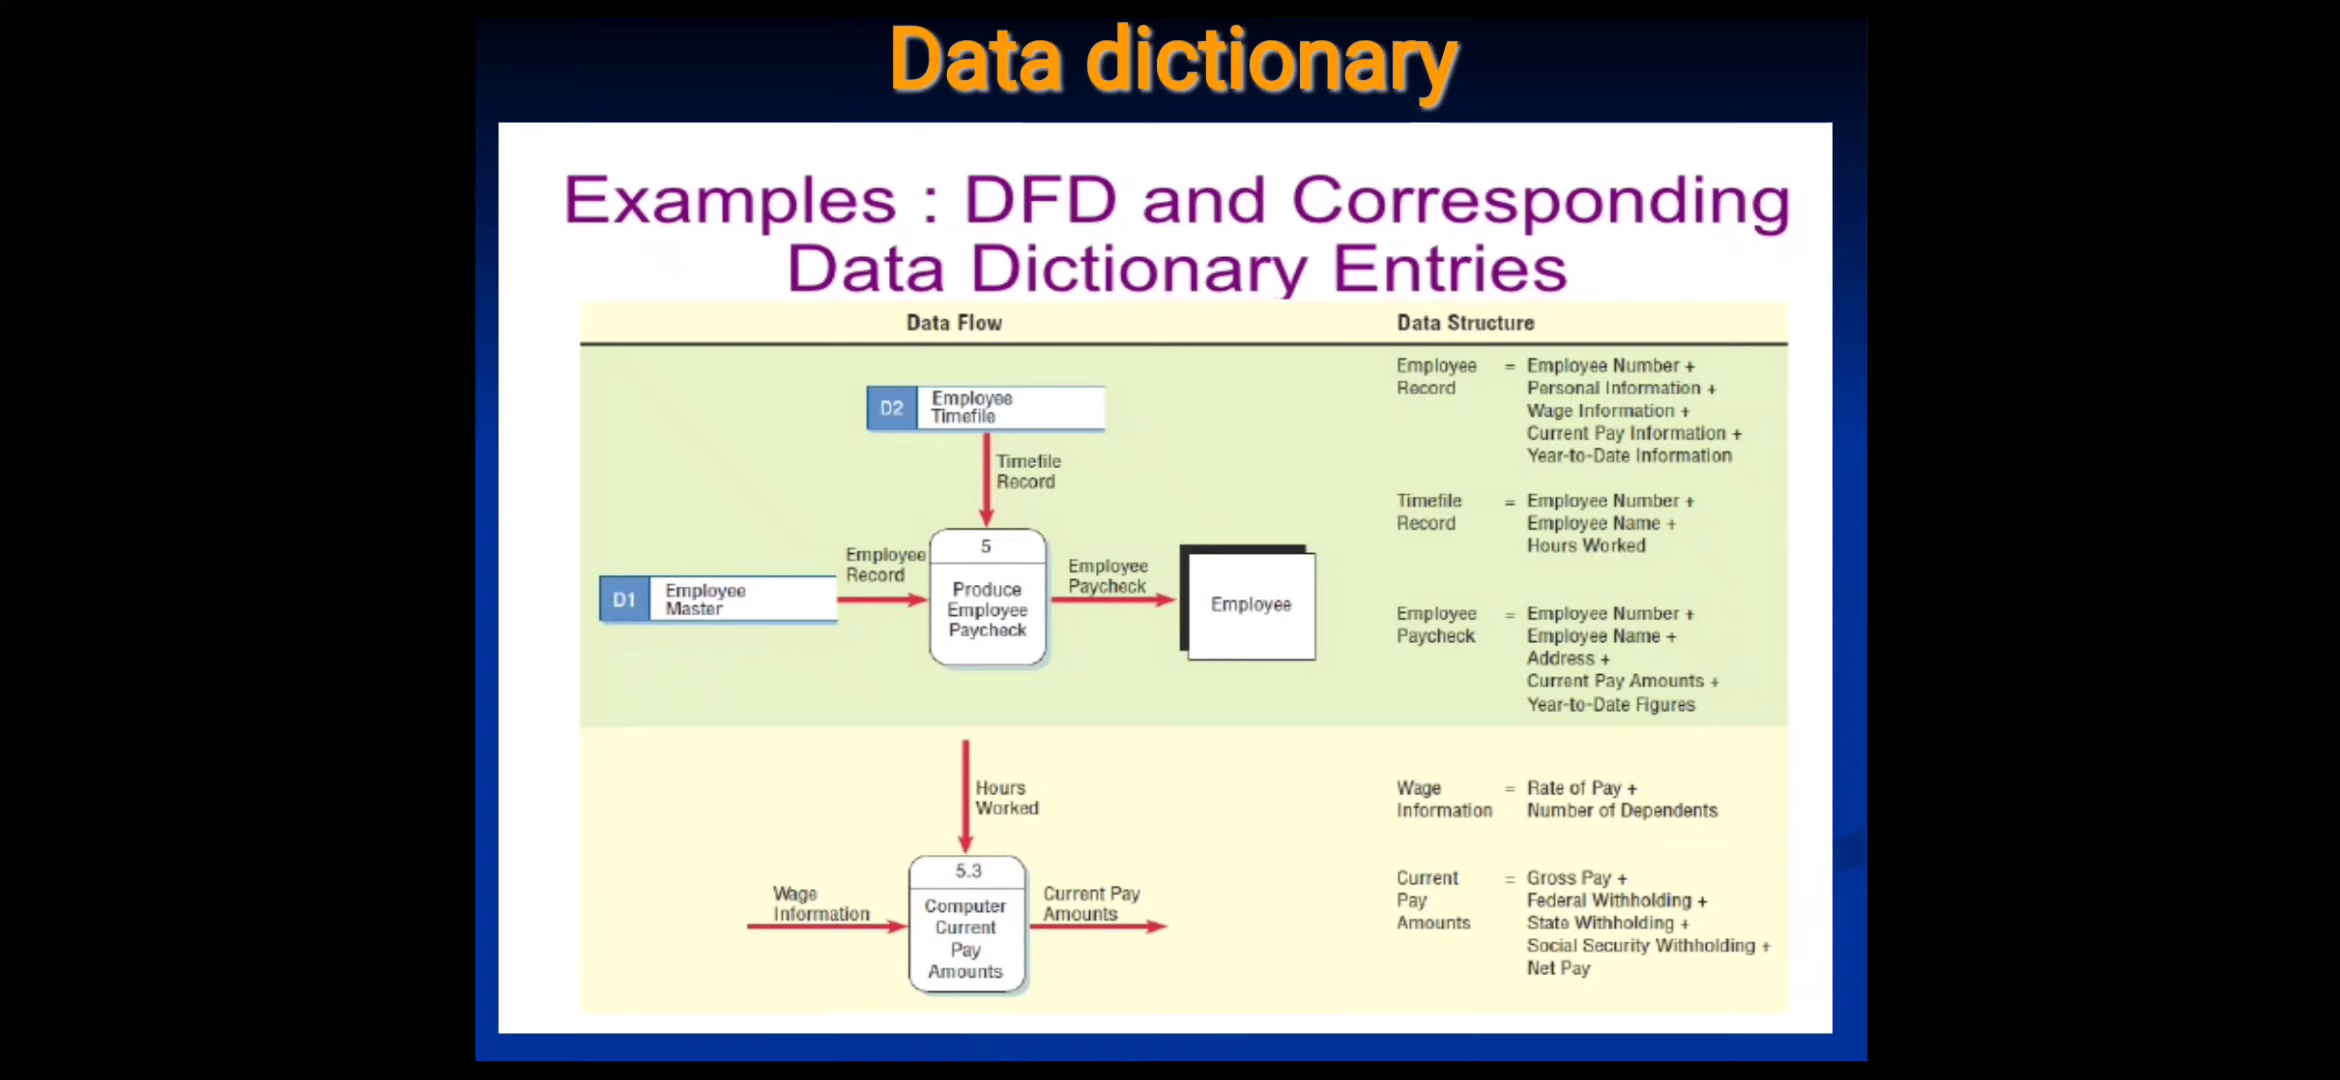 Data dictionary
Examples : DFD and Corresponding
Data Dictionary Entries
Data Flow
Data Structure
D2
Employee
Timefile
Timefile
Record
D1
Employee
Master
Employee
Record
5
Produce
Employee
Paycheck
Employee
Paycheck
Employee
Employee = Employee Number +
Record Personal Information +
Wage Information +
Current Pay Information +
Year-to-Date Information
Timefile = Employee Number +
Record Employee Name +
Hours Worked
Employee = Employee Number +
Paycheck Employee Name +
Address +
Current Pay Amounts +
Year-to-Date Figures
Hours
Worked
Wage
Information
5.3
Computer
Current
Pay
Amounts
Current Pay
Amounts
Wage = Rate of Pay +
Information Number of Dependents
Current = Gross Pay +
Pay Federal Withholding +
Amounts State Withholding +
Social Security Withholding +
Net Pay